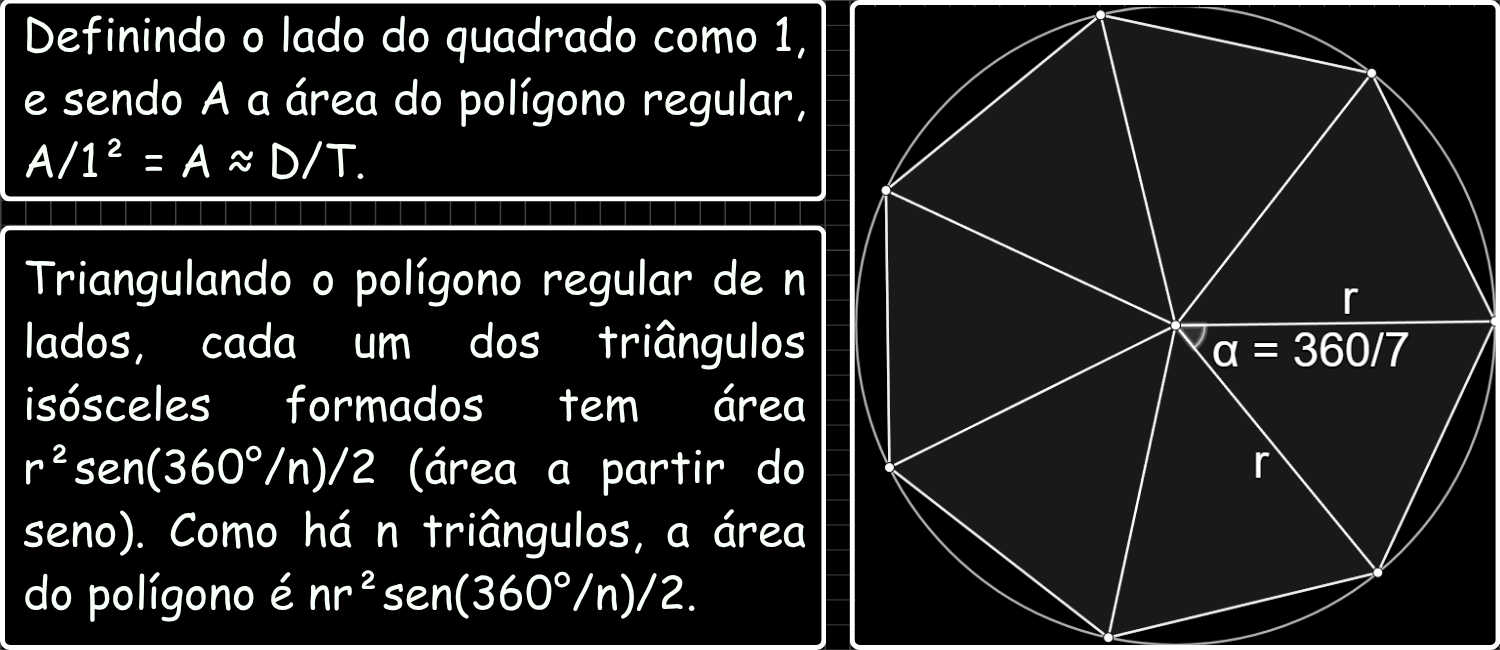 Definindo o lado do quadrado como 1,
e sendo A a área do polígono regular,
A/1² = A ≈ D/T.
Triangulando o polígono regular de n
lados, cada um dos triângulos
isósceles formados tem área
r²sen(360°/n)/2 (área a partir do
seno). Como há n triângulos, a área
do polígono é nr²sen(360°/n)/2.
r
α = 360/7
r